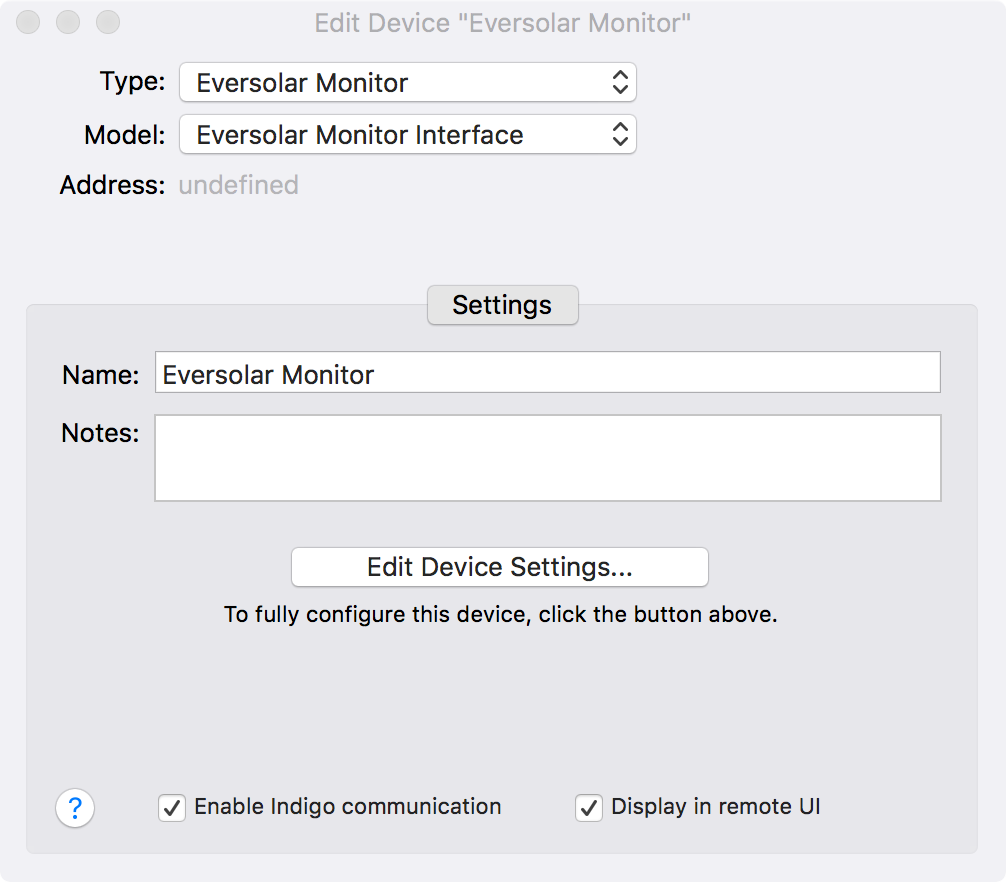 Edit Device "Eversolar Monitor"
Type: Eversolar Monitor
Model: Eversolar Monitor Interface
Address: undefined
Settings
Name: Eversolar Monitor
Notes:
Edit Device Settings...
To fully configure this device, click the button above.
? Enable Indigo communication Display in remote UI